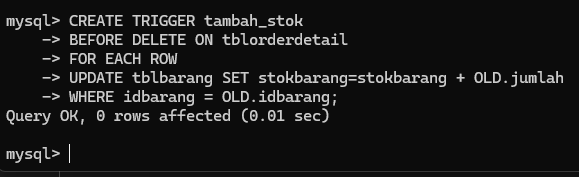 mysql> CREATE TRIGGER tambah_stok
    -> BEFORE DELETE ON tblorderdetail
    -> FOR EACH ROW
    -> UPDATE tblbarang SET stokbarang=stokbarang + OLD.jumlah
    -> WHERE idbarang = OLD.idbarang;
Query OK, 0 rows affected (0.01 sec)
mysql>